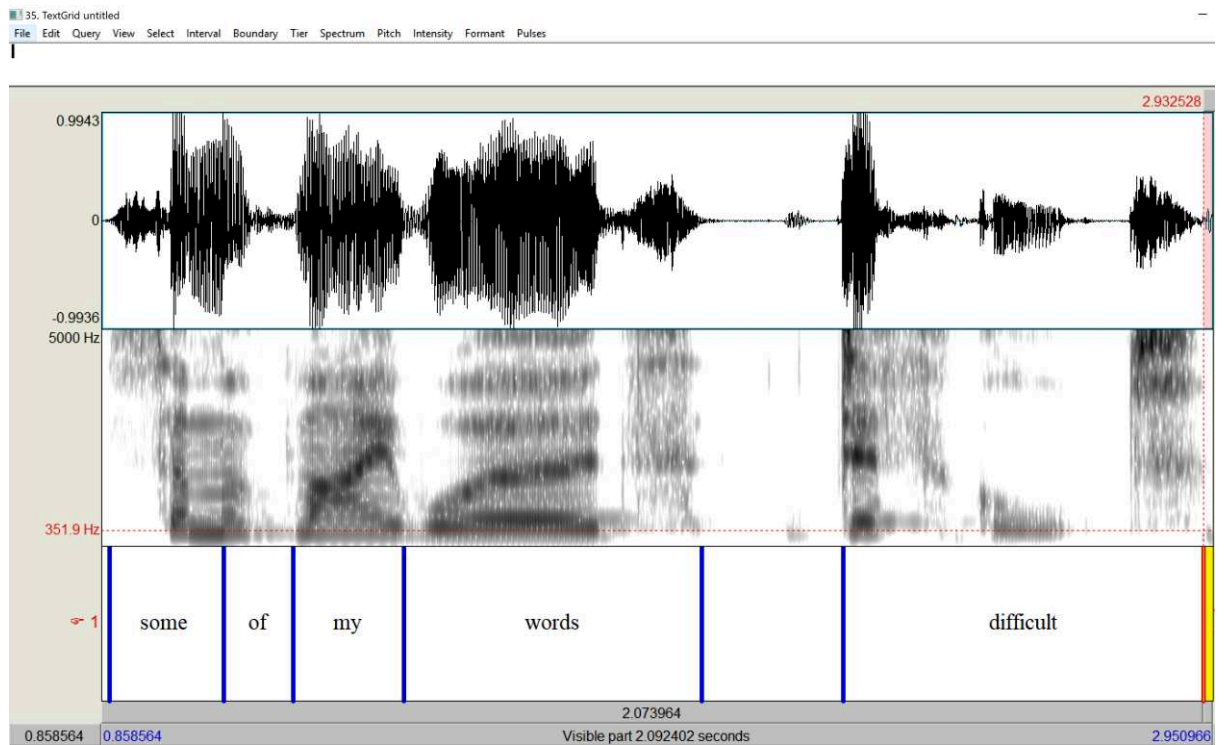 35. TextGrid untitled
File Edit Query View Select Interval Boundary Tier Spectrum Pitch Intensity Formant Pulses
2.932528
0.9943
0
-0.9936
5000 Hz
351.9 Hz
☞ 1 some of my words difficult
2.073964
0.858564 0.858564 Visible part 2.092402 seconds 2.950966